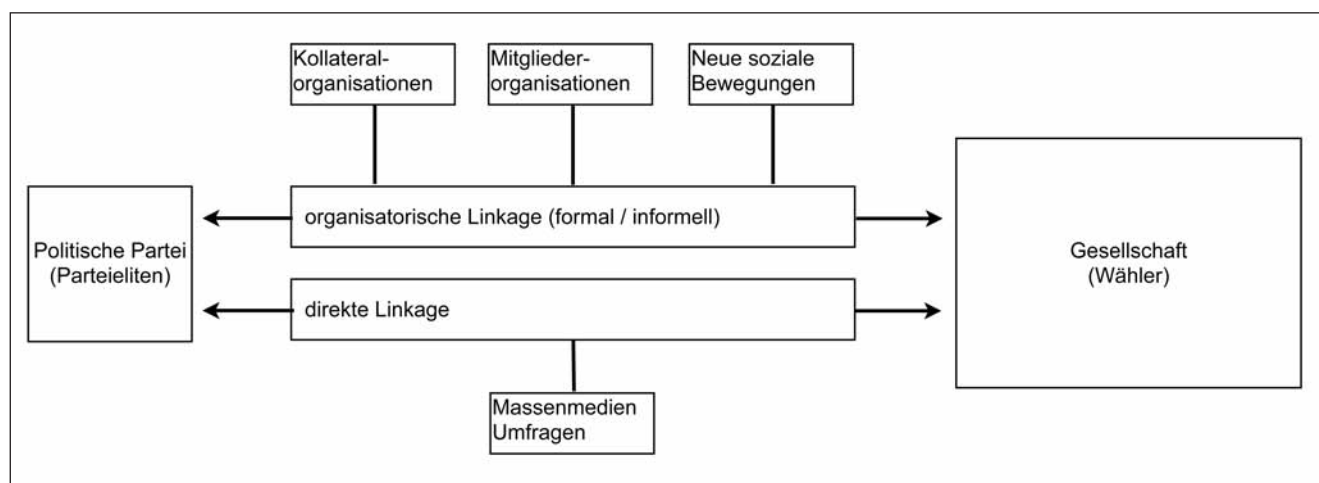 Kollateral-
organisationen
Mitglieder-
organisationen
Neue soziale
Bewegungen
organisatorische Linkage (formal / informell)
Politische Partei
(Parteieliten)
Gesellschaft
(Wähler)
direkte Linkage
Massenmedien
Umfragen